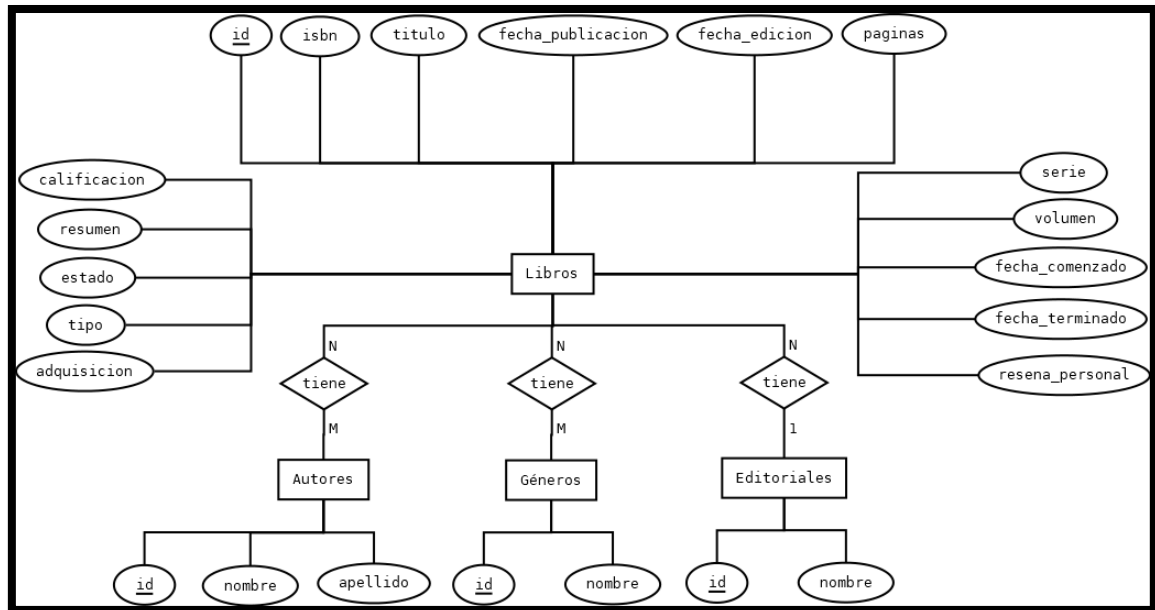 id
isbn
titulo
fecha_publicacion
fecha_edicion
paginas
calificacion
resumen
estado
tipo
adquisicion
serie
volumen
fecha_comenzado
fecha_terminado
resena_personal
Libros
N
N
N
tiene
tiene
tiene
M
M
1
Autores
Géneros
Editoriales
id
nombre
apellido
id
nombre
id
nombre